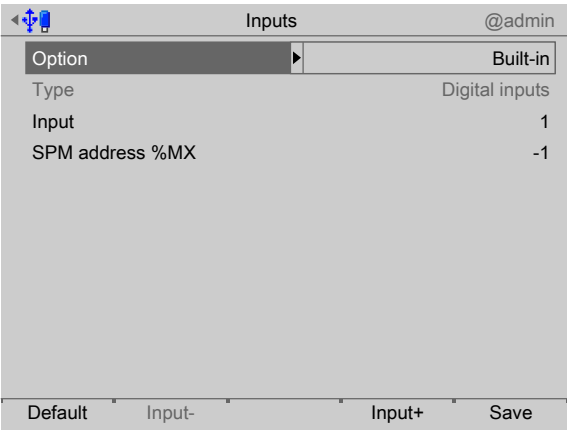 Inputs @admin
Option Built-in
Type Digital inputs
Input 1
SPM address %MX -1
Default Input- Input+ Save